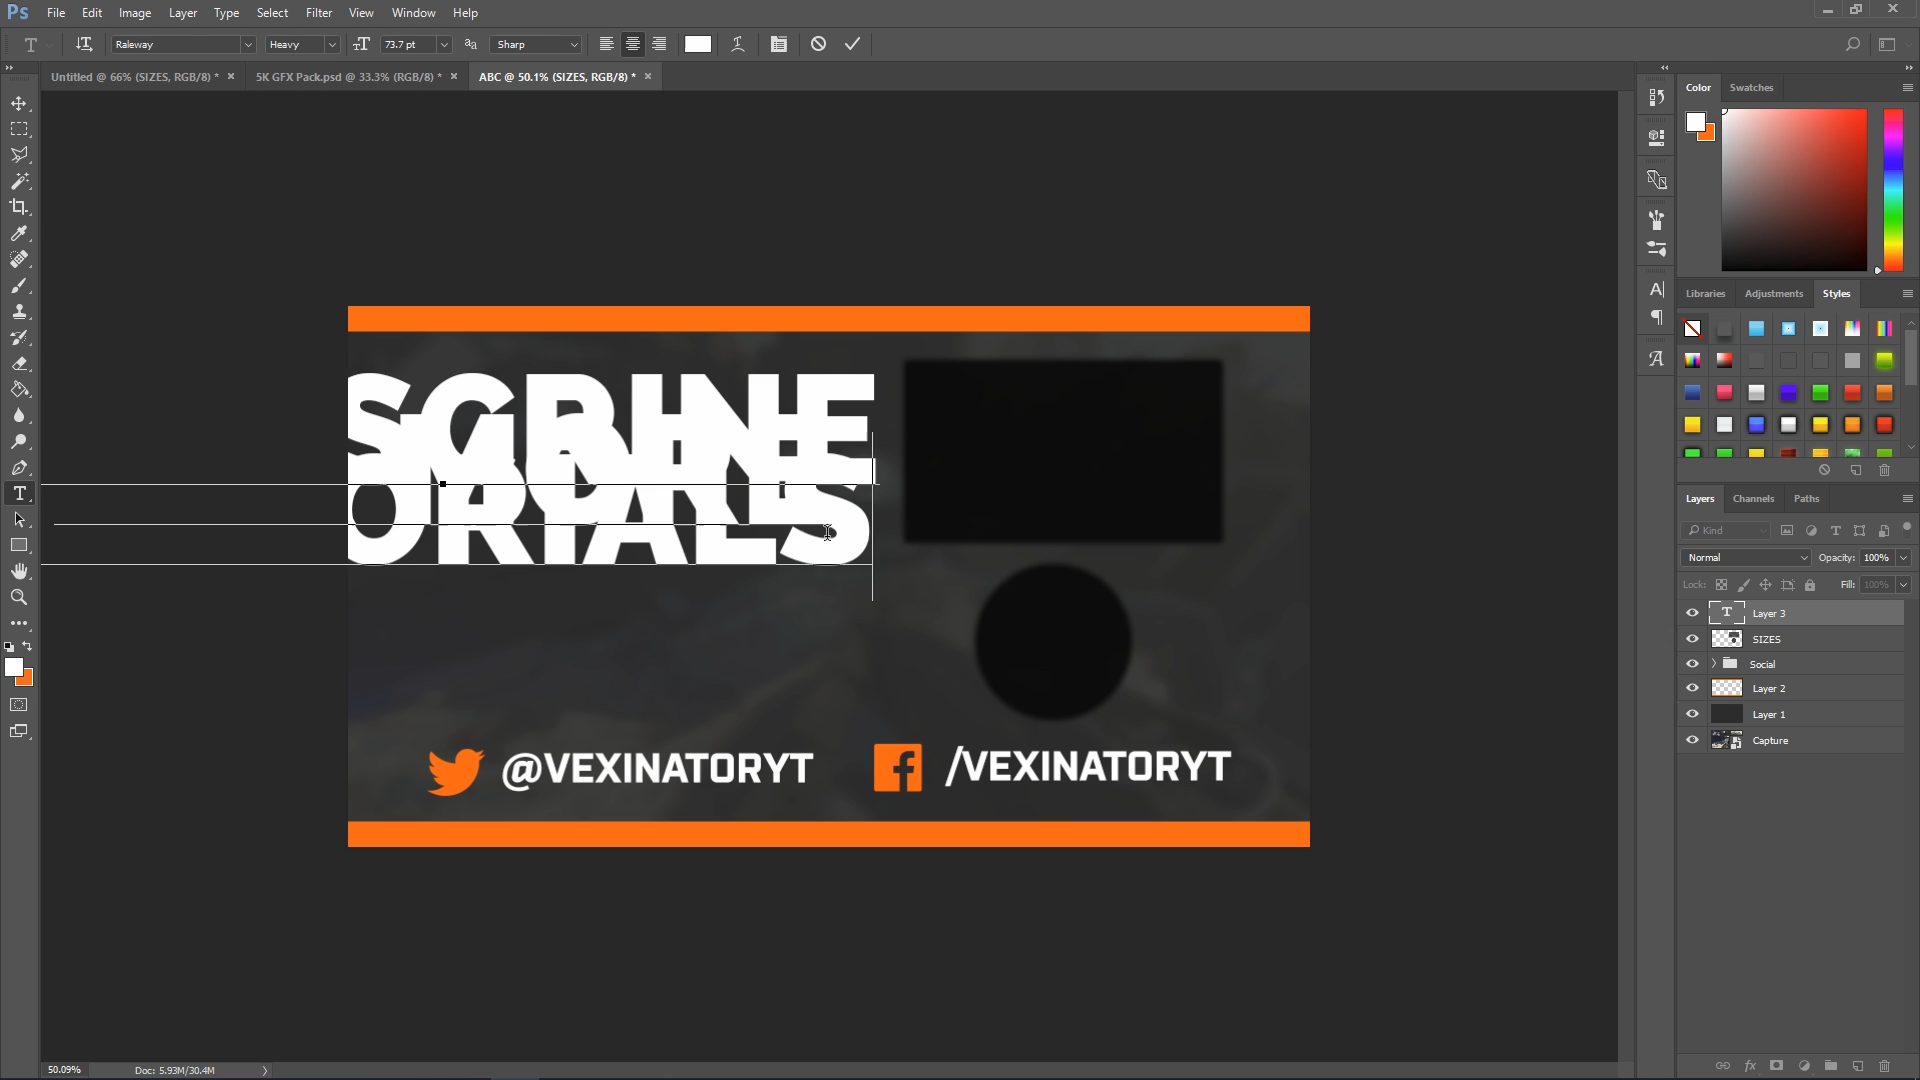 Ps File Edit Image Layer Type Select Filter View Window Help
Raleway Heavy 73.7 pt Sharp
Untitled @ 66% (SIZES, RGB/8) * 5K GFX Pack.psd @ 33.3% (RGB/8) * ABC @ 50.1% (SIZES, RGB/8) *
Color Swatches
Libraries Adjustments Styles
@VEXINATORYT /VEXINATORYT
Layers Channels Paths
Kind
Normal Opacity: 100%
Lock: Fill: 100%
Layer 3
SIZES
Social
Layer 2
Layer 1
Capture
50.09% Doc: 5.93M/30.4M